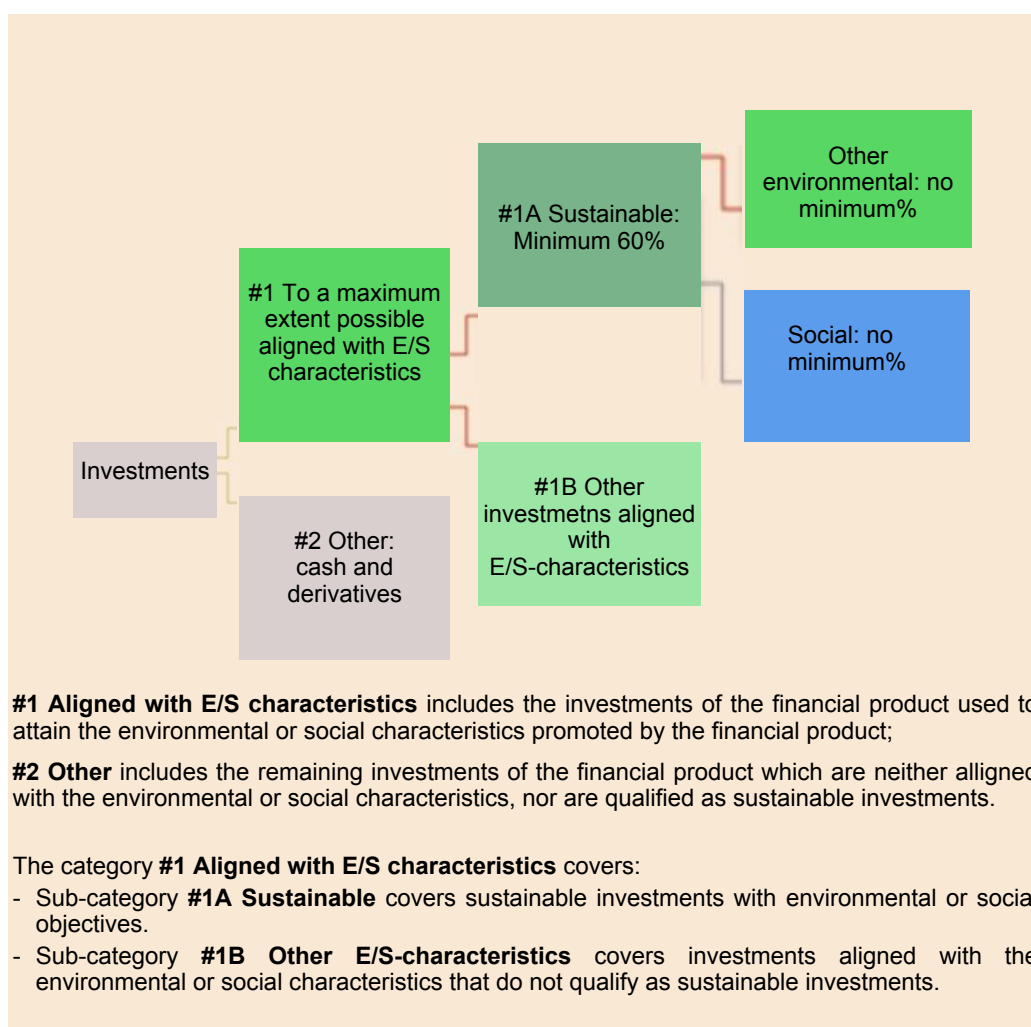 Other
environmental: no
minimum%
#1A Sustainable:
Minimum 60%
#1 To a maximum
extent possible
aligned with E/S
characteristics
Social: no
minimum%
Investments
#1B Other
investmetns aligned
with
E/S-characteristics
#2 Other:
cash and
derivatives
#1 Aligned with E/S characteristics includes the investments of the financial product used to
attain the environmental or social characteristics promoted by the financial product;
#2 Other includes the remaining investments of the financial product which are neither alligned
with the environmental or social characteristics, nor are qualified as sustainable investments.
The category #1 Aligned with E/S characteristics covers:
- Sub-category #1A Sustainable covers sustainable investments with environmental or social
objectives.
- Sub-category #1B Other E/S-characteristics covers investments aligned with the
environmental or social characteristics that do not qualify as sustainable investments.